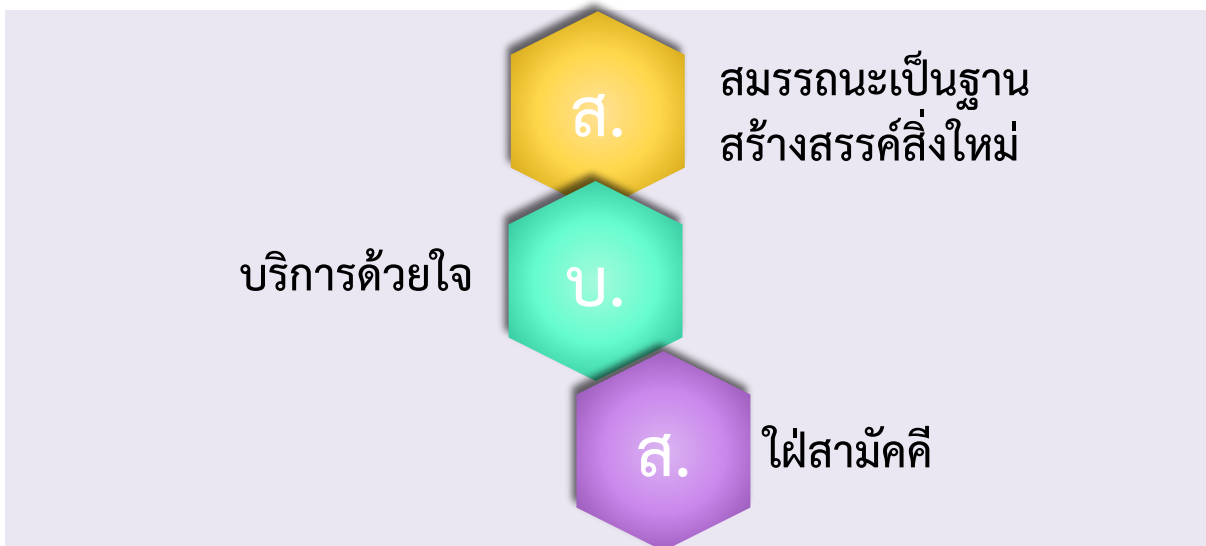 ส.
สมรรถนะเป็นฐาน
สร้างสรรค์สิ่งใหม่
บริการด้วยใจ
บ.
ส.
ใฝ่สามัคคี